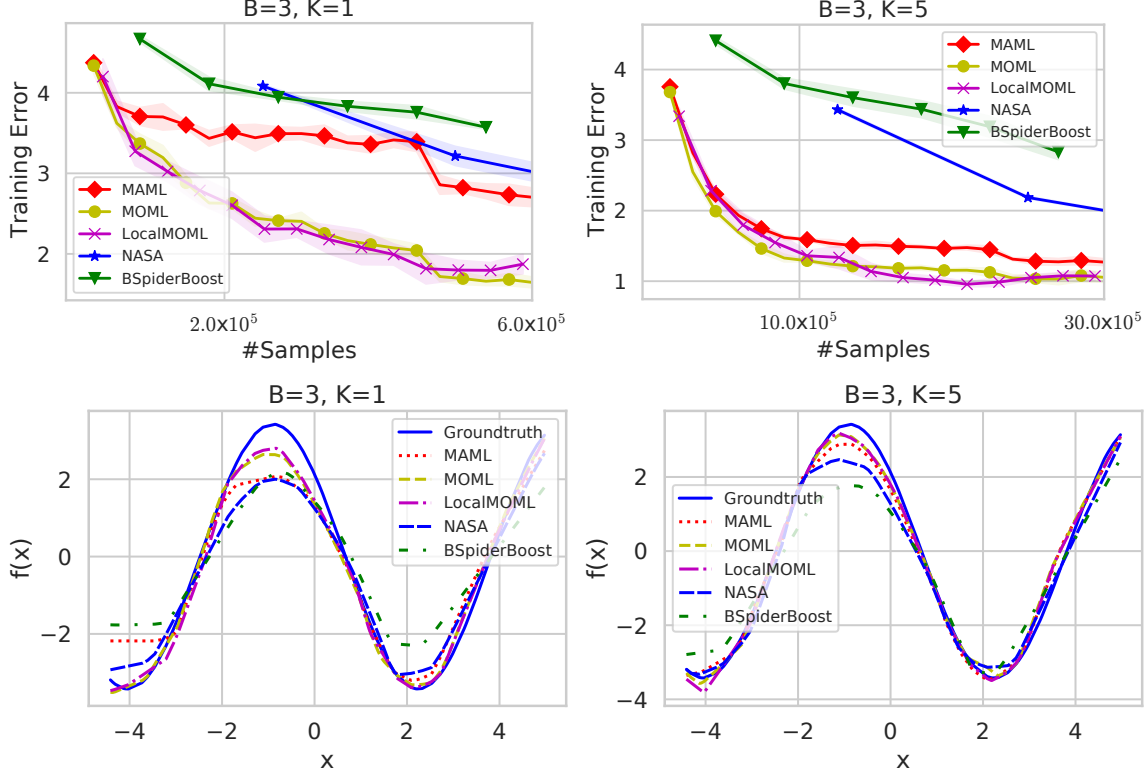 B=3, K=1
Training Error
4
3
2
MAML
MOML
LocalMOML
NASA
BSpiderBoost
2.0x10^5
6.0x10^5
#Samples
B=3, K=5
Training Error
4
3
2
1
MAML
MOML
LocalMOML
NASA
BSpiderBoost
10.0x10^5
30.0x10^5
#Samples
B=3, K=1
f(x)
2
0
−2
Groundtruth
MAML
MOML
LocalMOML
NASA
BSpiderBoost
−4 −2 0 2 4
x
B=3, K=5
f(x)
2
0
−2
−4
Groundtruth
MAML
MOML
LocalMOML
NASA
BSpiderBoost
−4 −2 0 2 4
x